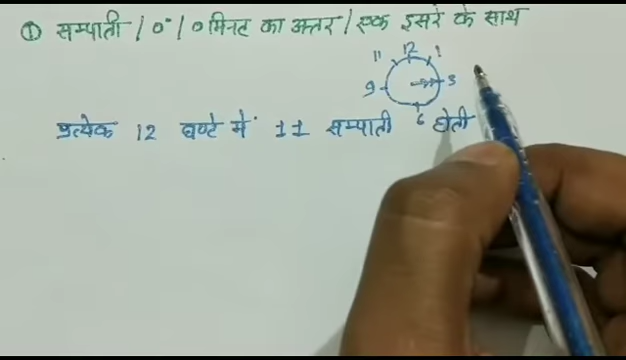 ① सम्पाती / 0° / 0 मिनट का अन्तर / एक दूसरे के साथ
11 12 1
9 3
6
प्रत्येक 12 घण्टे में 11 सम्पाती होती